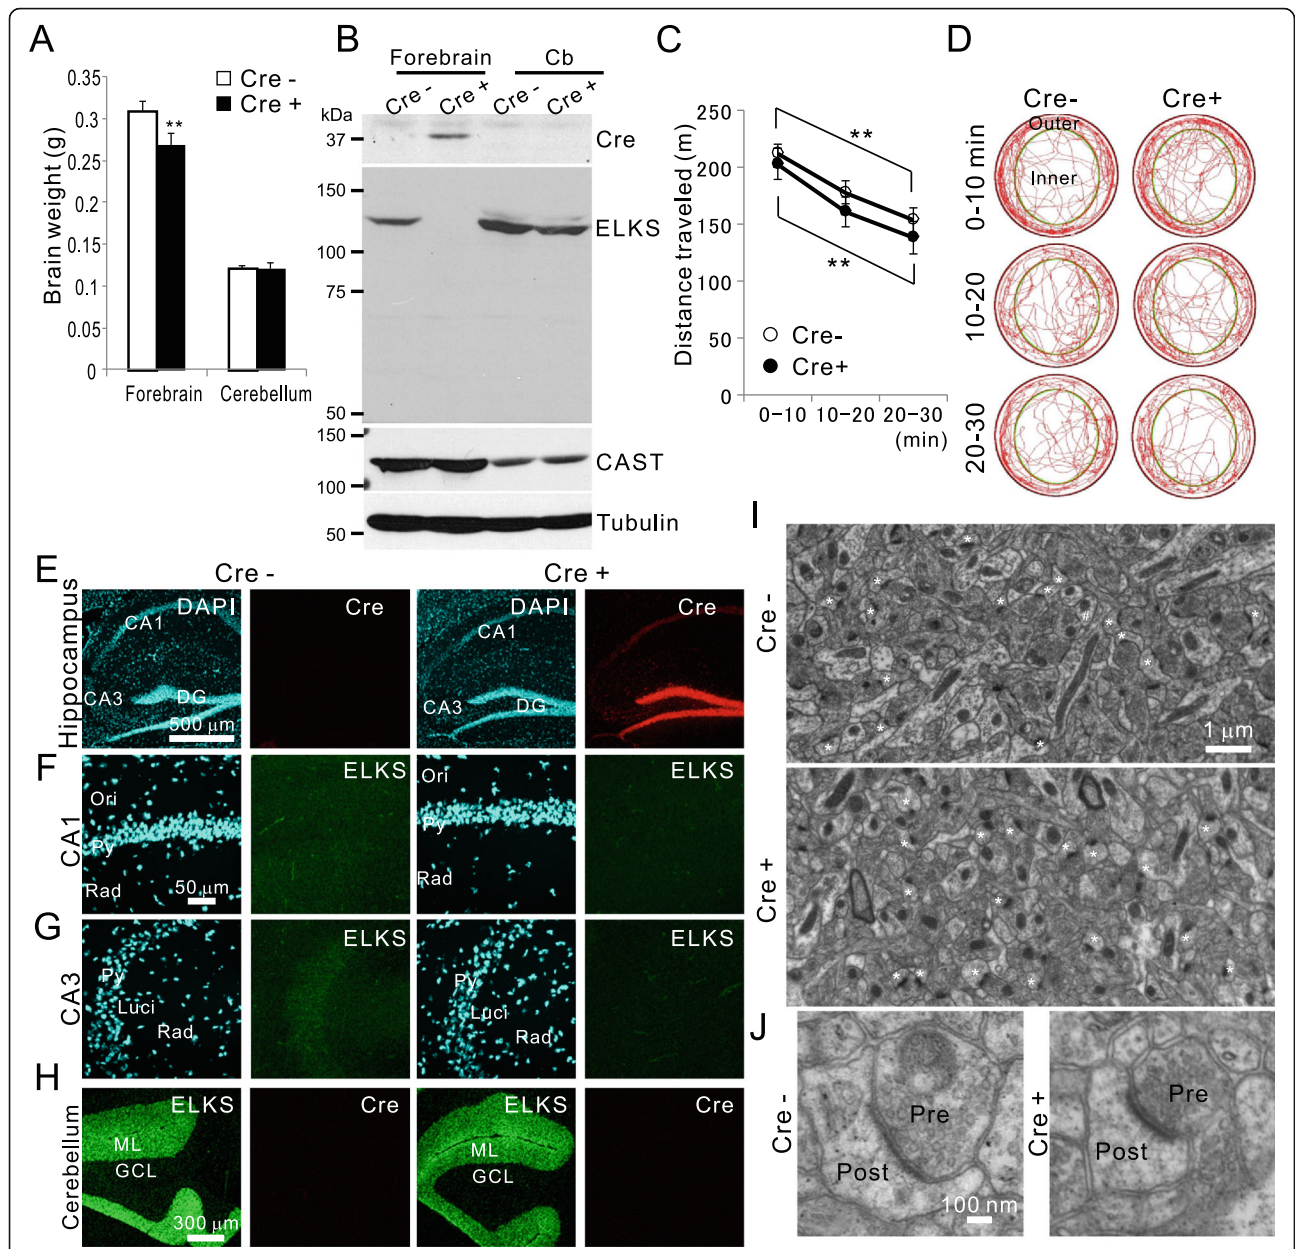 A
Cre -
Cre +
Brain weight (g)
0.35
0.3
0.25
0.2
0.15
0.1
0.05
0
**
Forebrain
Cerebellum
B
Forebrain
Cb
Cre -
Cre +
Cre -
Cre +
kDa
37
Cre
150
ELKS
100
75
50
150
CAST
100
Tubulin
50
C
Distance traveled (m)
250
200
150
100
50
0
**
**
Cre-
Cre+
0-10
10-20
20-30
(min)
D
Cre-
Cre+
0-10 min
Outer
Inner
10-20
20-30
E
Cre -
Cre +
Hippocampus
DAPI
CA1
CA3
DG
500 µm
Cre
DAPI
CA1
CA3
DG
Cre
F
CA1
Ori
Py
Rad
50 µm
ELKS
Ori
Py
Rad
ELKS
G
CA3
Py
Luci
Rad
ELKS
Py
Luci
Rad
ELKS
H
Cerebellum
ELKS
ML
GCL
300 µm
Cre
ELKS
ML
GCL
Cre
I
Cre -
#
1 µm
Cre +
J
Cre -
Pre
Post
100 nm
Cre +
Pre
Post